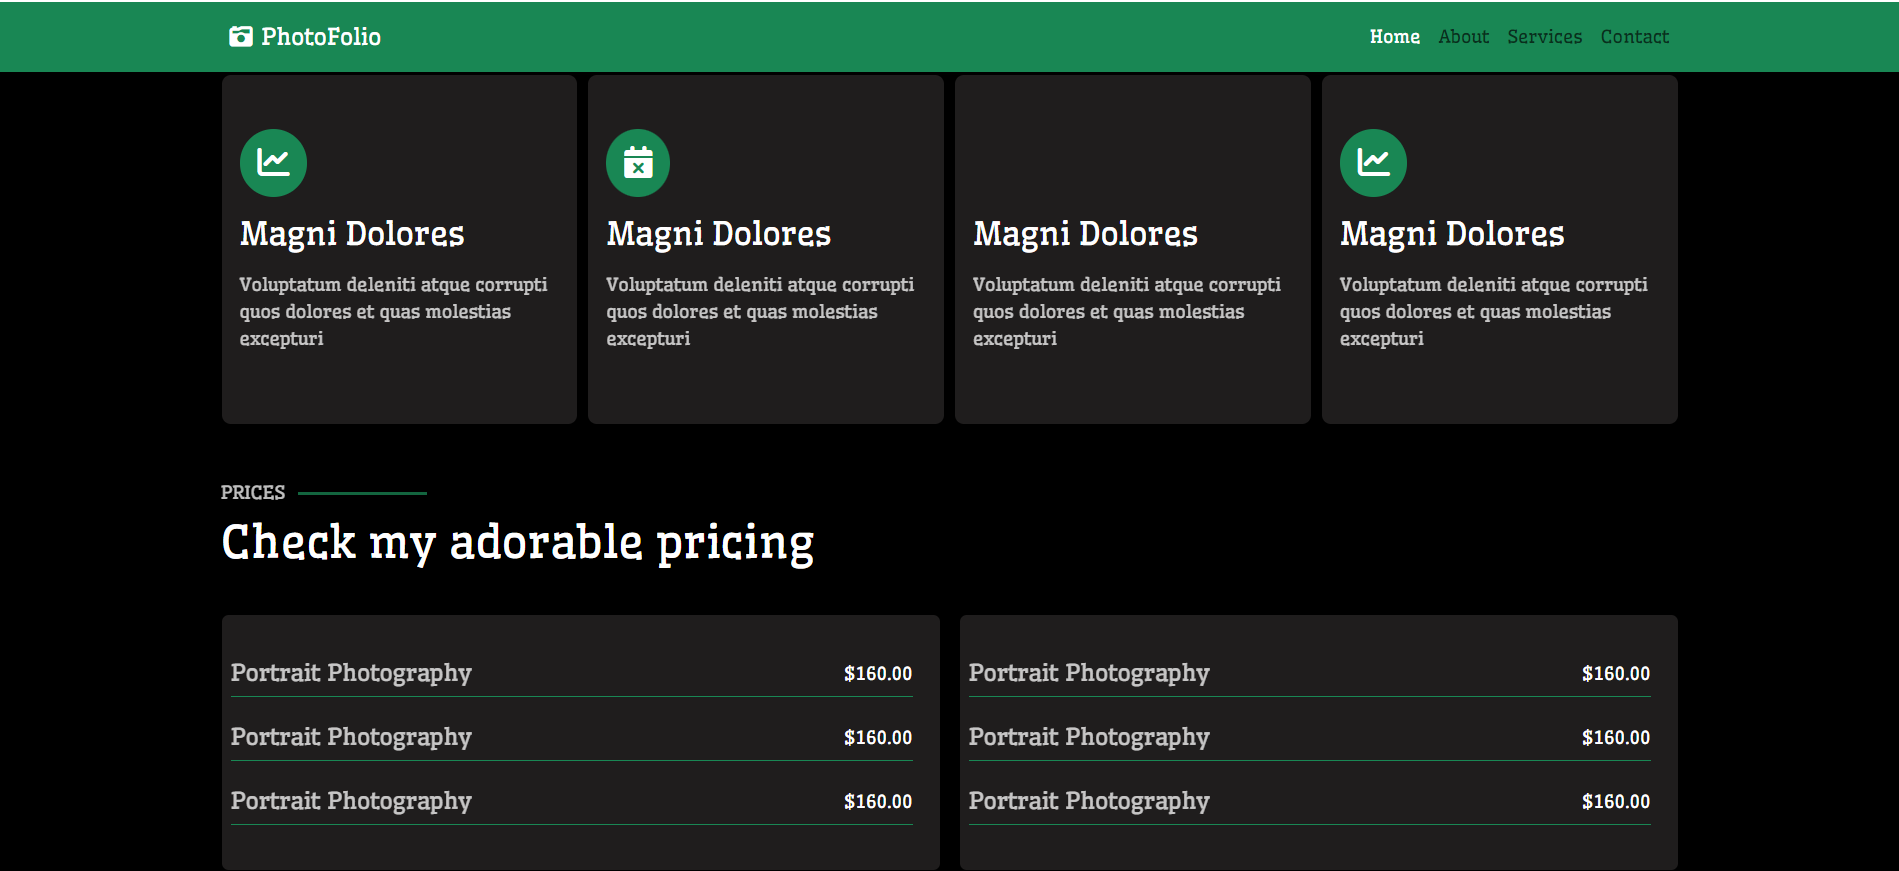 PhotoFolio
Home About Services Contact
Magni Dolores
Voluptatum deleniti atque corrupti
quos dolores et quas molestias
excepturi
Magni Dolores
Voluptatum deleniti atque corrupti
quos dolores et quas molestias
excepturi
Magni Dolores
Voluptatum deleniti atque corrupti
quos dolores et quas molestias
excepturi
Magni Dolores
Voluptatum deleniti atque corrupti
quos dolores et quas molestias
excepturi
PRICES
Check my adorable pricing
Portrait Photography $160.00
Portrait Photography $160.00
Portrait Photography $160.00
Portrait Photography $160.00
Portrait Photography $160.00
Portrait Photography $160.00